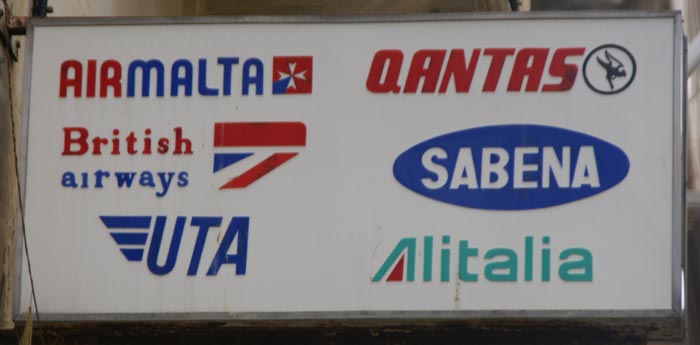 AIRMALTA
QANTAS
British
airways
SABENA
UTA
Alitalia